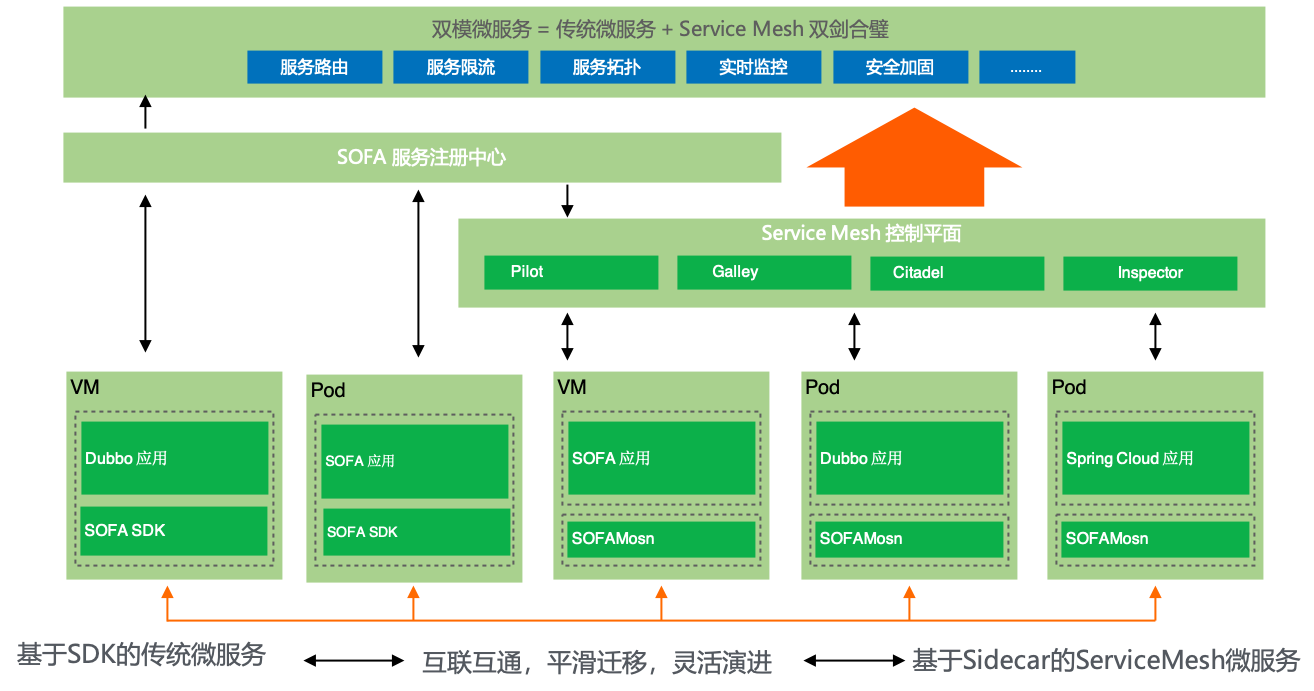 双模微服务 = 传统微服务 + Service Mesh 双剑合璧
服务路由 服务限流 服务拓扑 实时监控 安全加固 ........
SOFA 服务注册中心
Service Mesh 控制平面
Pilot Galley Citadel Inspector
VM Pod VM Pod Pod
Dubbo 应用 SOFA 应用 SOFA 应用 Dubbo 应用 Spring Cloud 应用
SOFA SDK SOFA SDK SOFAMosn SOFAMosn SOFAMosn
基于SDK的传统微服务 互联互通，平滑迁移，灵活演进 基于Sidecar的ServiceMesh微服务